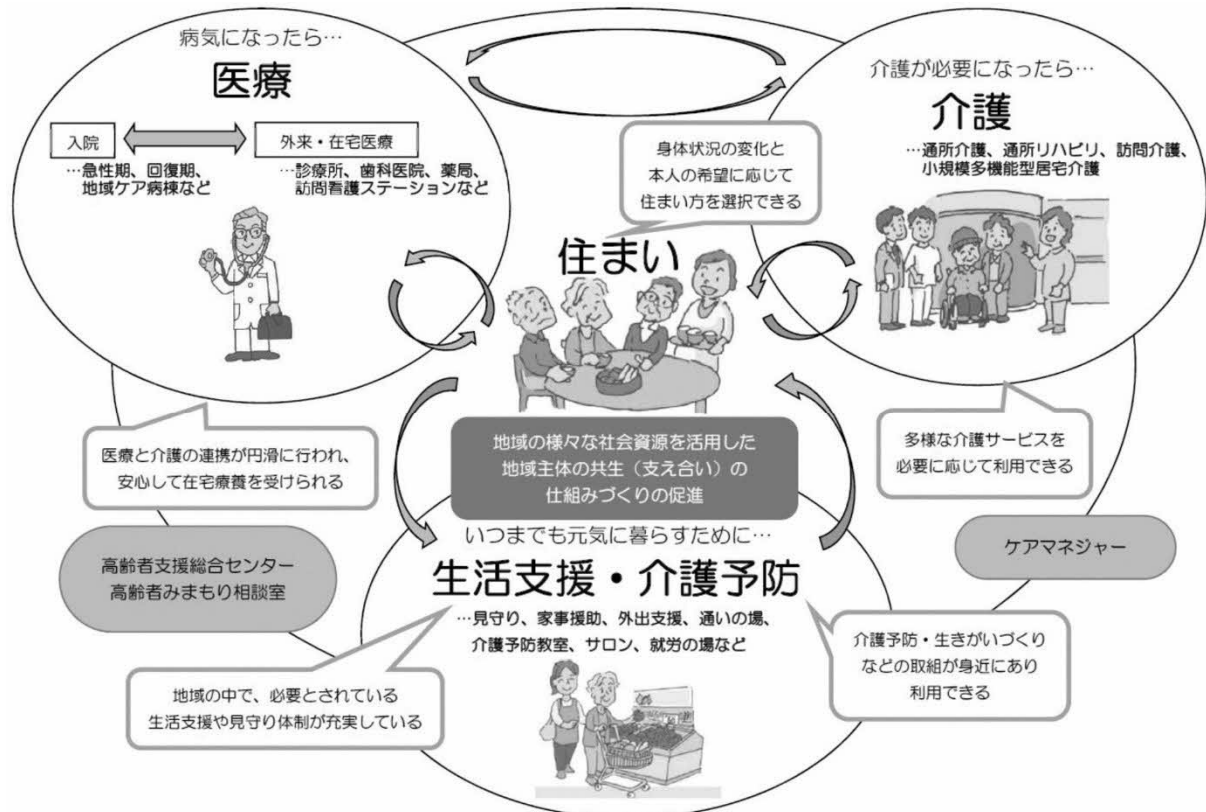 病気になったら…
医療
入院
外来・在宅医療
…急性期、回復期、
地域ケア病棟など
…診療所、歯科医院、薬局、
訪問看護ステーションなど
介護が必要になったら…
介護
…通所介護、通所リハビリ、訪問介護、
小規模多機能型居宅介護
身体状況の変化と
本人の希望に応じて
住まい方を選択できる
住まい
医療と介護の連携が円滑に行われ、
安心して在宅療養を受けられる
地域の様々な社会資源を活用した
地域主体の共生（支え合い）の
仕組みづくりの促進
多様な介護サービスを
必要に応じて利用できる
高齢者支援総合センター
高齢者みまもり相談室
ケアマネジャー
いつまでも元気に暮らすために…
生活支援・介護予防
…見守り、家事援助、外出支援、通いの場、
介護予防教室、サロン、就労の場など
地域の中で、必要とされている
生活支援や見守り体制が充実している
介護予防・生きがいづくり
などの取組が身近にあり
利用できる